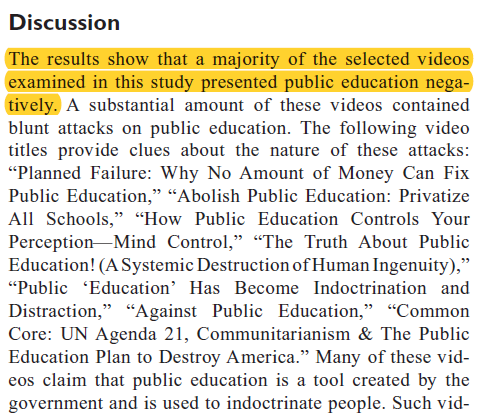 Discussion
The results show that a majority of the selected videos
examined in this study presented public education nega-
tively. A substantial amount of these videos contained
blunt attacks on public education. The following video
titles provide clues about the nature of these attacks:
“Planned Failure: Why No Amount of Money Can Fix
Public Education,” “Abolish Public Education: Privatize
All Schools,” “How Public Education Controls Your
Perception—Mind Control,” “The Truth About Public
Education! (A Systemic Destruction of Human Ingenuity),”
“Public ‘Education’ Has Become Indoctrination and
Distraction,” “Against Public Education,” “Common
Core: UN Agenda 21, Communitarianism & The Public
Education Plan to Destroy America.” Many of these vid-
eos claim that public education is a tool created by the
government and is used to indoctrinate people. Such vid-